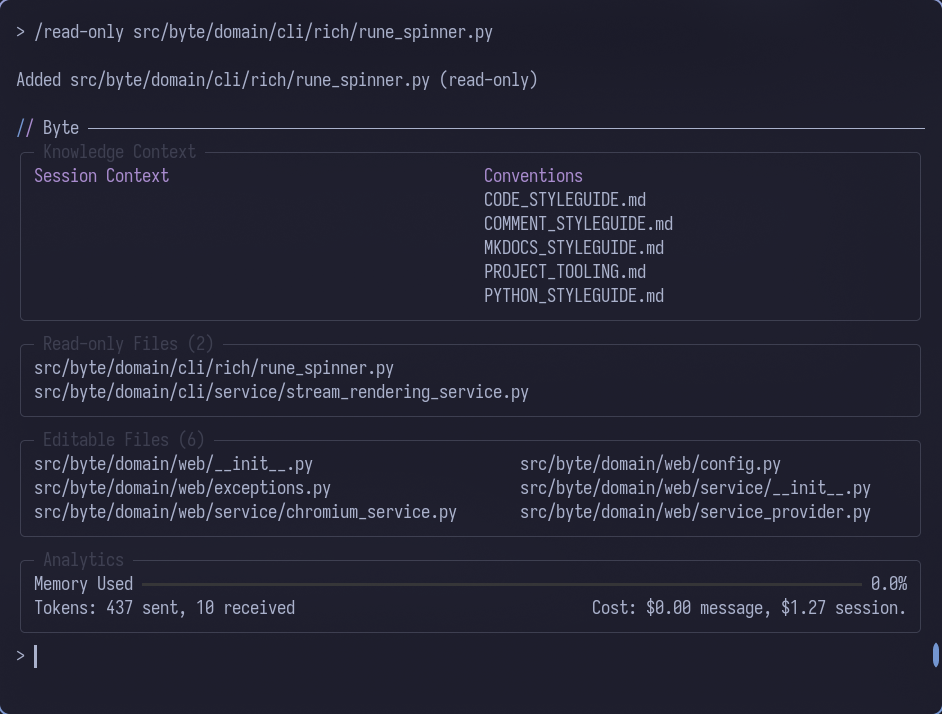 > /read-only src/byte/domain/cli/rich/rune_spinner.py
Added src/byte/domain/cli/rich/rune_spinner.py (read-only)
// Byte
Knowledge Context
Session Context
Conventions
CODE_STYLEGUIDE.md
COMMENT_STYLEGUIDE.md
MKDOCS_STYLEGUIDE.md
PROJECT_TOOLING.md
PYTHON_STYLEGUIDE.md
Read-only Files (2)
src/byte/domain/cli/rich/rune_spinner.py
src/byte/domain/cli/service/stream_rendering_service.py
Editable Files (6)
src/byte/domain/web/__init__.py src/byte/domain/web/config.py
src/byte/domain/web/exceptions.py src/byte/domain/web/service/__init__.py
src/byte/domain/web/service/chromium_service.py src/byte/domain/web/service_provider.py
Analytics
Memory Used 0.0%
Tokens: 437 sent, 10 received Cost: $0.00 message, $1.27 session.
>